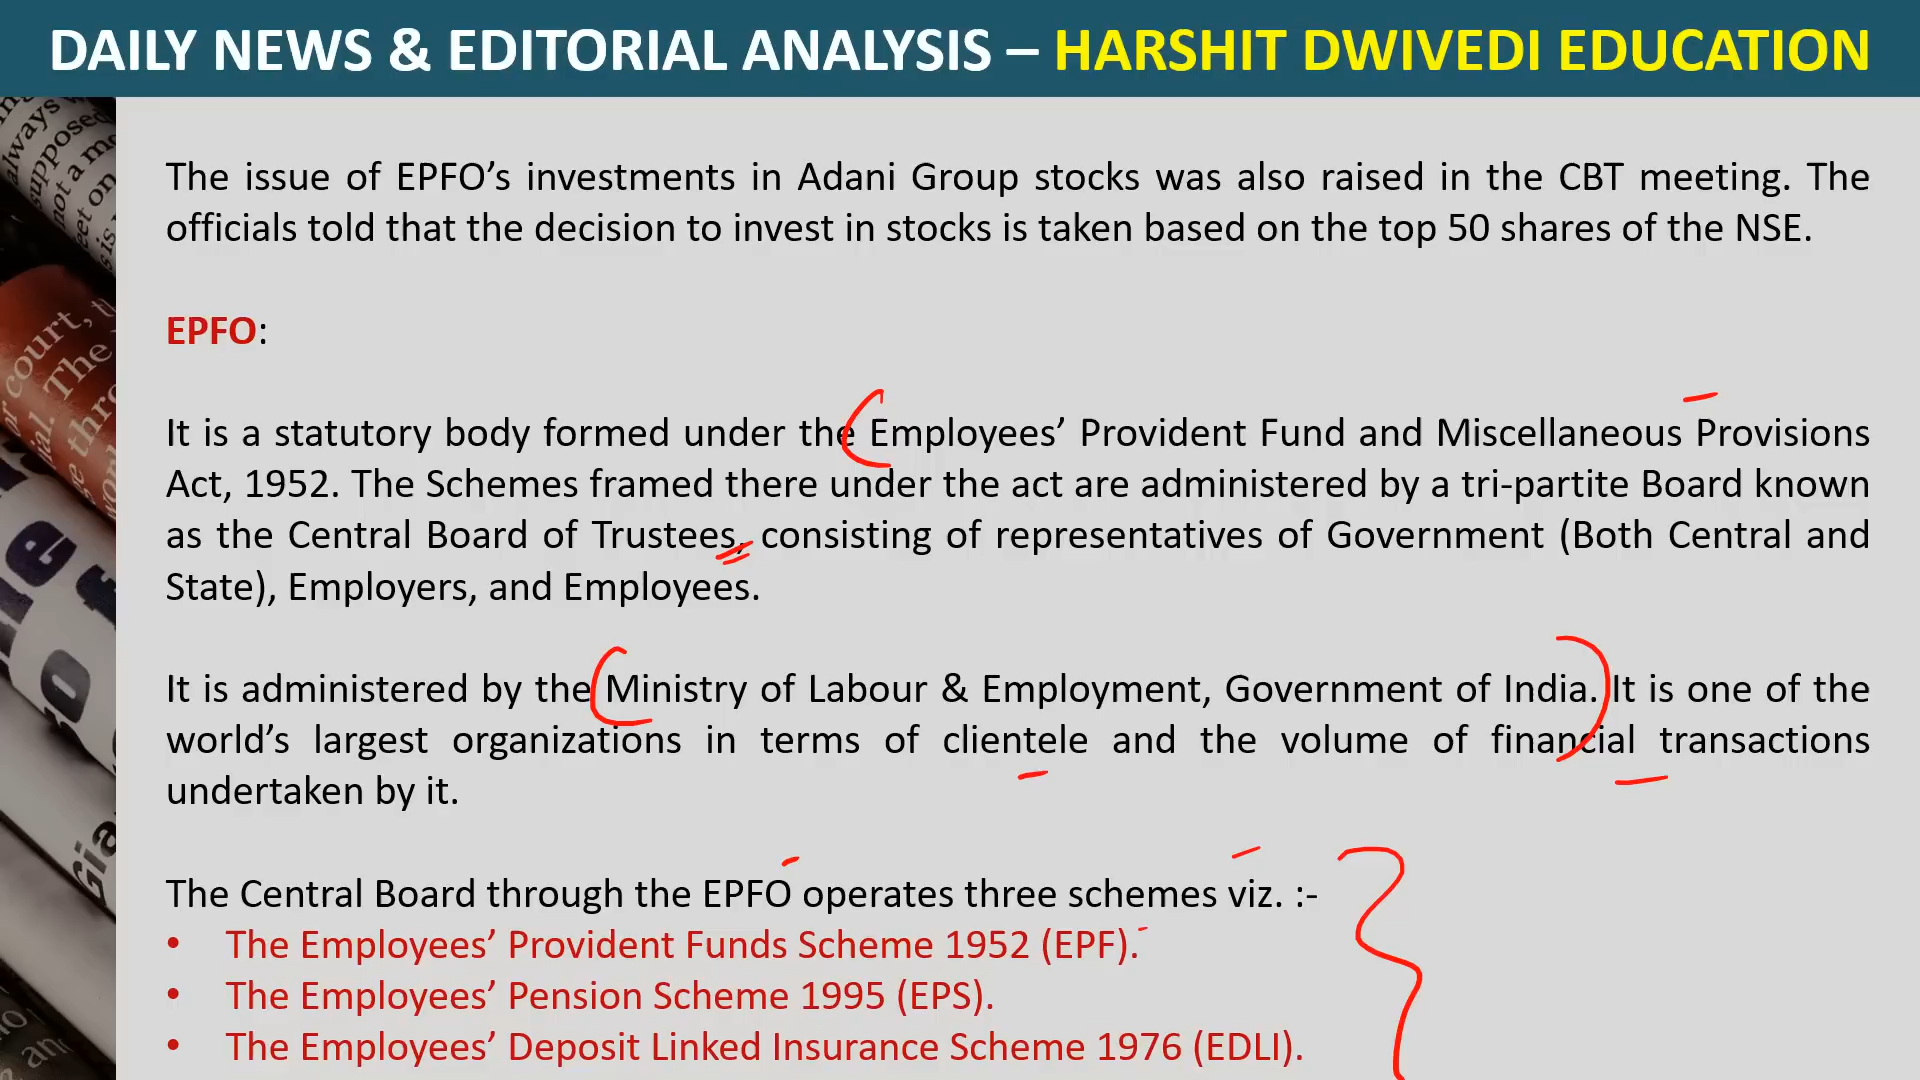 DAILY NEWS & EDITORIAL ANALYSIS – HARSHIT DWIVEDI EDUCATION
The issue of EPFO’s investments in Adani Group stocks was also raised in the CBT meeting. The
officials told that the decision to invest in stocks is taken based on the top 50 shares of the NSE.
EPFO:
It is a statutory body formed under the Employees’ Provident Fund and Miscellaneous Provisions
Act, 1952. The Schemes framed there under the act are administered by a tri-partite Board known
as the Central Board of Trustees, consisting of representatives of Government (Both Central and
State), Employers, and Employees.
It is administered by the Ministry of Labour & Employment, Government of India. It is one of the
world’s largest organizations in terms of clientele and the volume of financial transactions
undertaken by it.
The Central Board through the EPFO operates three schemes viz. :-
• The Employees’ Provident Funds Scheme 1952 (EPF).
• The Employees’ Pension Scheme 1995 (EPS).
• The Employees’ Deposit Linked Insurance Scheme 1976 (EDLI).